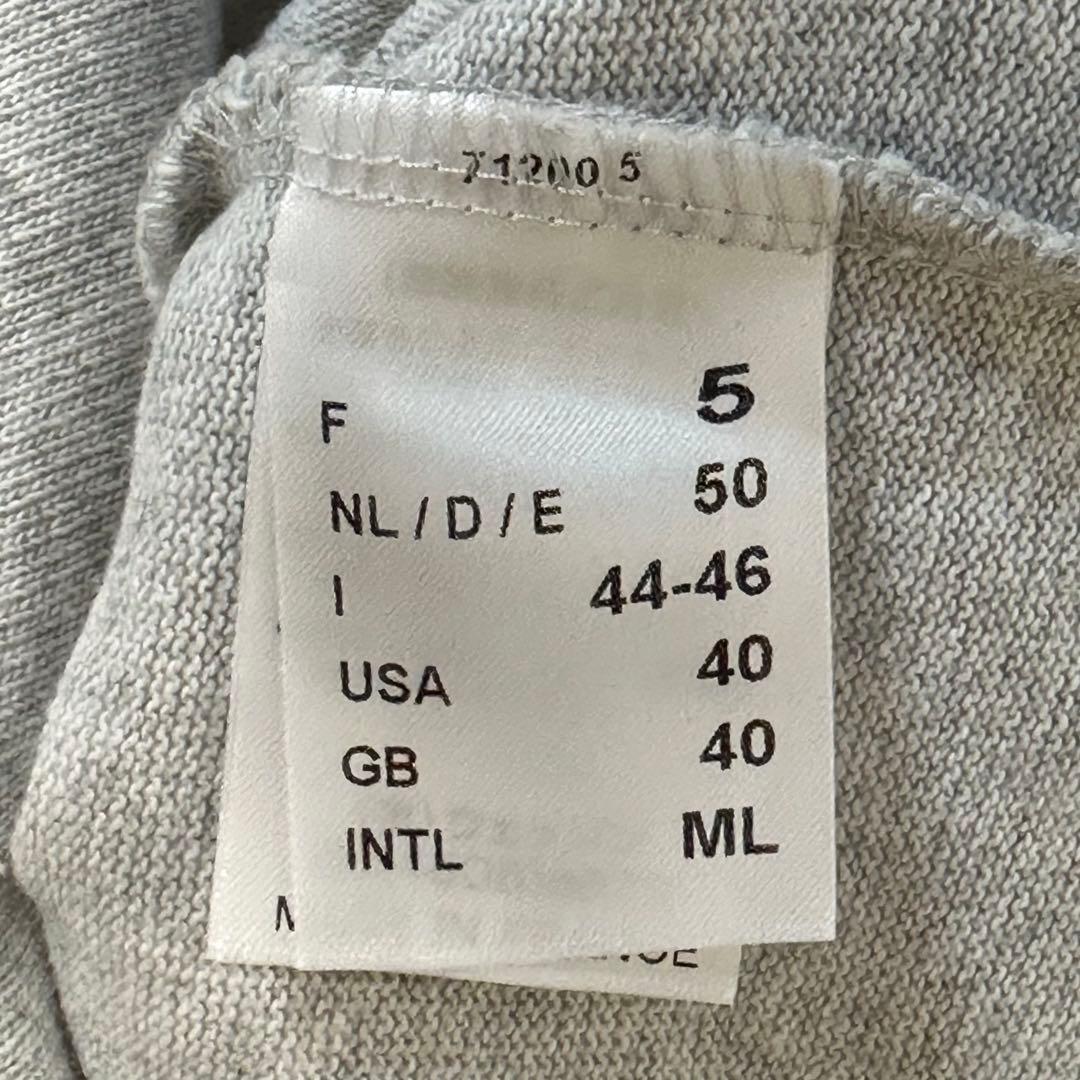 71200 5
F 5
NL / D / E 50
I 44-46
USA 40
GB 40
INTL ML
M